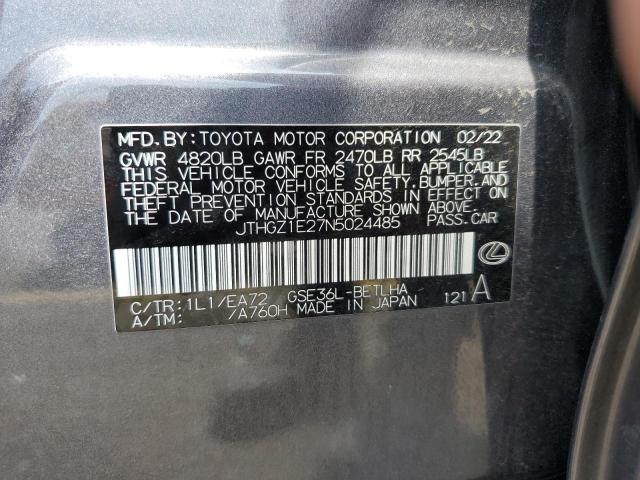 MFD.BY:TOYOTA MOTOR CORPORATION 02/22
GVWR 4820LB GAWR FR 2470LB RR 2545LB
THIS VEHICLE CONFORMS TO ALL APPLICABLE
FEDERAL MOTOR VEHICLE SAFETY,BUMPER,AND
THEFT PREVENTION STANDARDS IN EFFECT ON
THE DATE OF MANUFACTURE SHOWN ABOVE.
JTHGZ1E27N5024485 PASS.CAR
C/TR:1L1/EA72 GSE36L-BETLHA
A/TM: /A760H MADE IN JAPAN 121 A